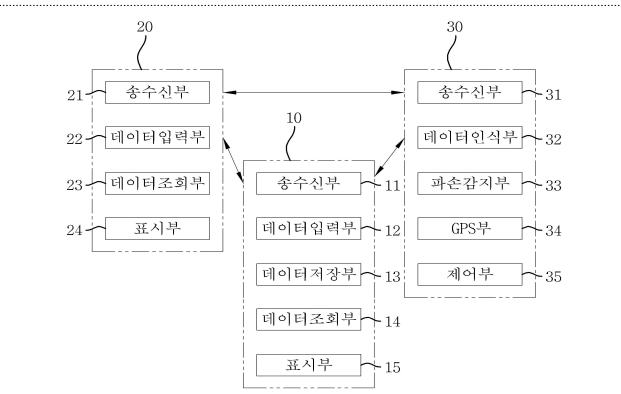 20
30
21 송수신부
송수신부 31
22 데이터입력부
데이터인식부 32
10
23 데이터조회부
송수신부 11
파손감지부 33
24 표시부
데이터입력부 12
GPS부 34
데이터저장부 13
제어부 35
데이터조회부 14
표시부 15